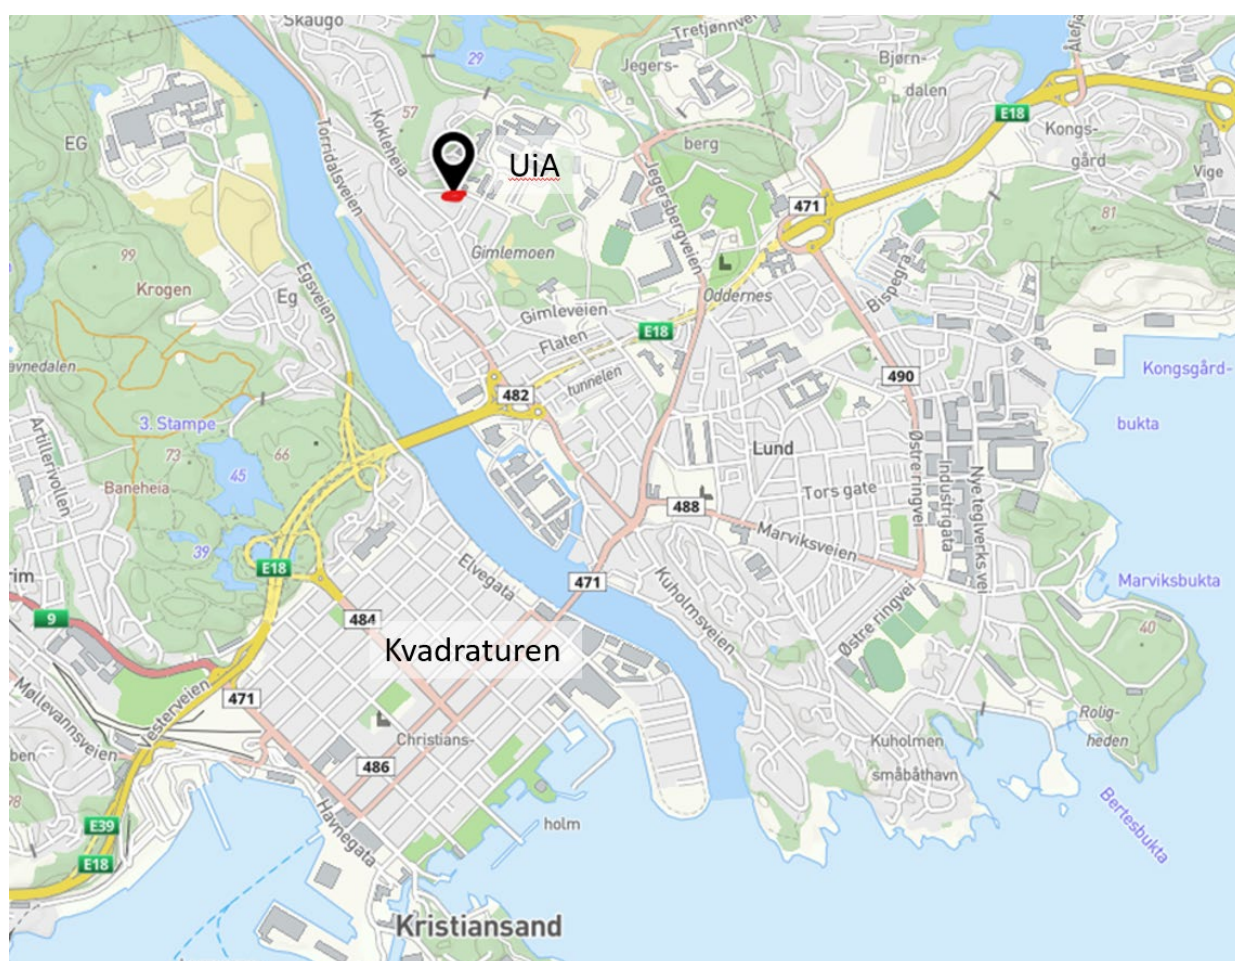 Skaugo
29
Tretjønnv
Jegers-
Bjørn-
dalen
Ålefjæ
E18
Kongs-
gård
Vige
EG
57
Kokleheia
Torridalsveien
UiA
berg
Jegersbergveien
471
81
99
Krogen
Egsveien
Eg
Gimlemoen
Gimleveien
Oddernes
Bispegra
Flaten
E18
tunnelen
avnedalen
482
490
Kongsgård-
bukta
3. Stampe
73
66
45
Artillerivollen
Baneheia
Lund
Tors gate
Østre ringvei
Industrigata
Nye teglverks vei
488
Marviksveien
39
rim
E18
Elvegata
471
Kuholmsveien
Marviksbukta
9
484
Kvadraturen
Østre ringvei
40
Møllevannsveien
Vesterveien
471
Christians-
486
ben
98
Rolig-
heden
Kuholmen
småbåthavn
Bertesbukta
Havnegata
holm
E39
E18
Kristiansand